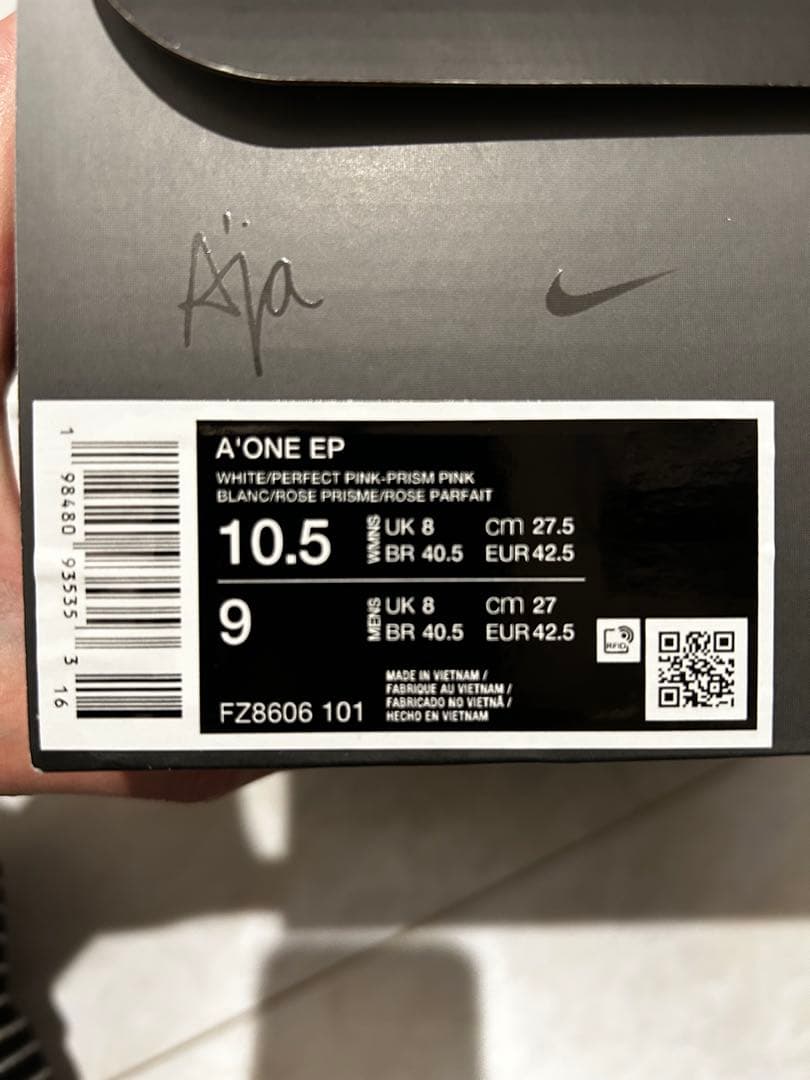 A'ja
A'ONE EP
WHITE/PERFECT PINK-PRISM PINK
BLANC/ROSE PRISME/ROSE PARFAIT
10.5 WMNS UK 8 cm 27.5
BR 40.5 EUR 42.5
9 MENS UK 8 cm 27
BR 40.5 EUR 42.5
RFID
MADE IN VIETNAM /
FABRIQUE AU VIETNAM /
FABRICADO NO VIETNÃ /
HECHO EN VIETNAM
FZ8606 101
1 98480 93535 3 16